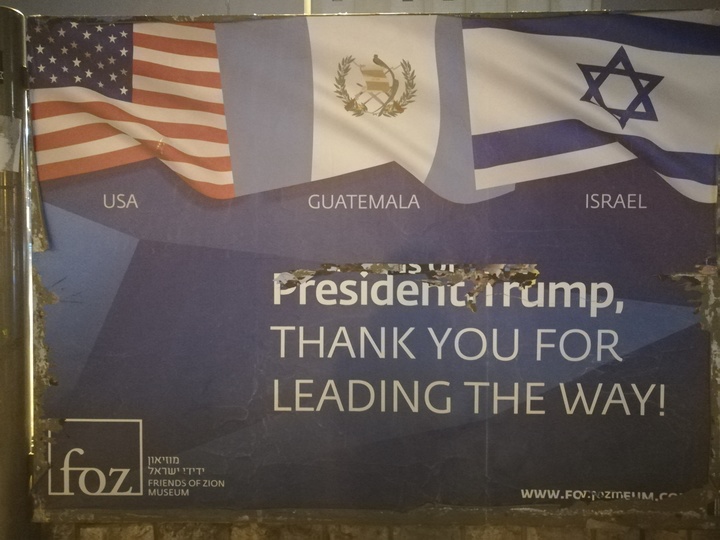 USA
GUATEMALA
ISRAEL
President Trump,
THANK YOU FOR
LEADING THE WAY!
foz
מוזיאון
ידידי ישראל
FRIENDS OF ZION
MUSEUM